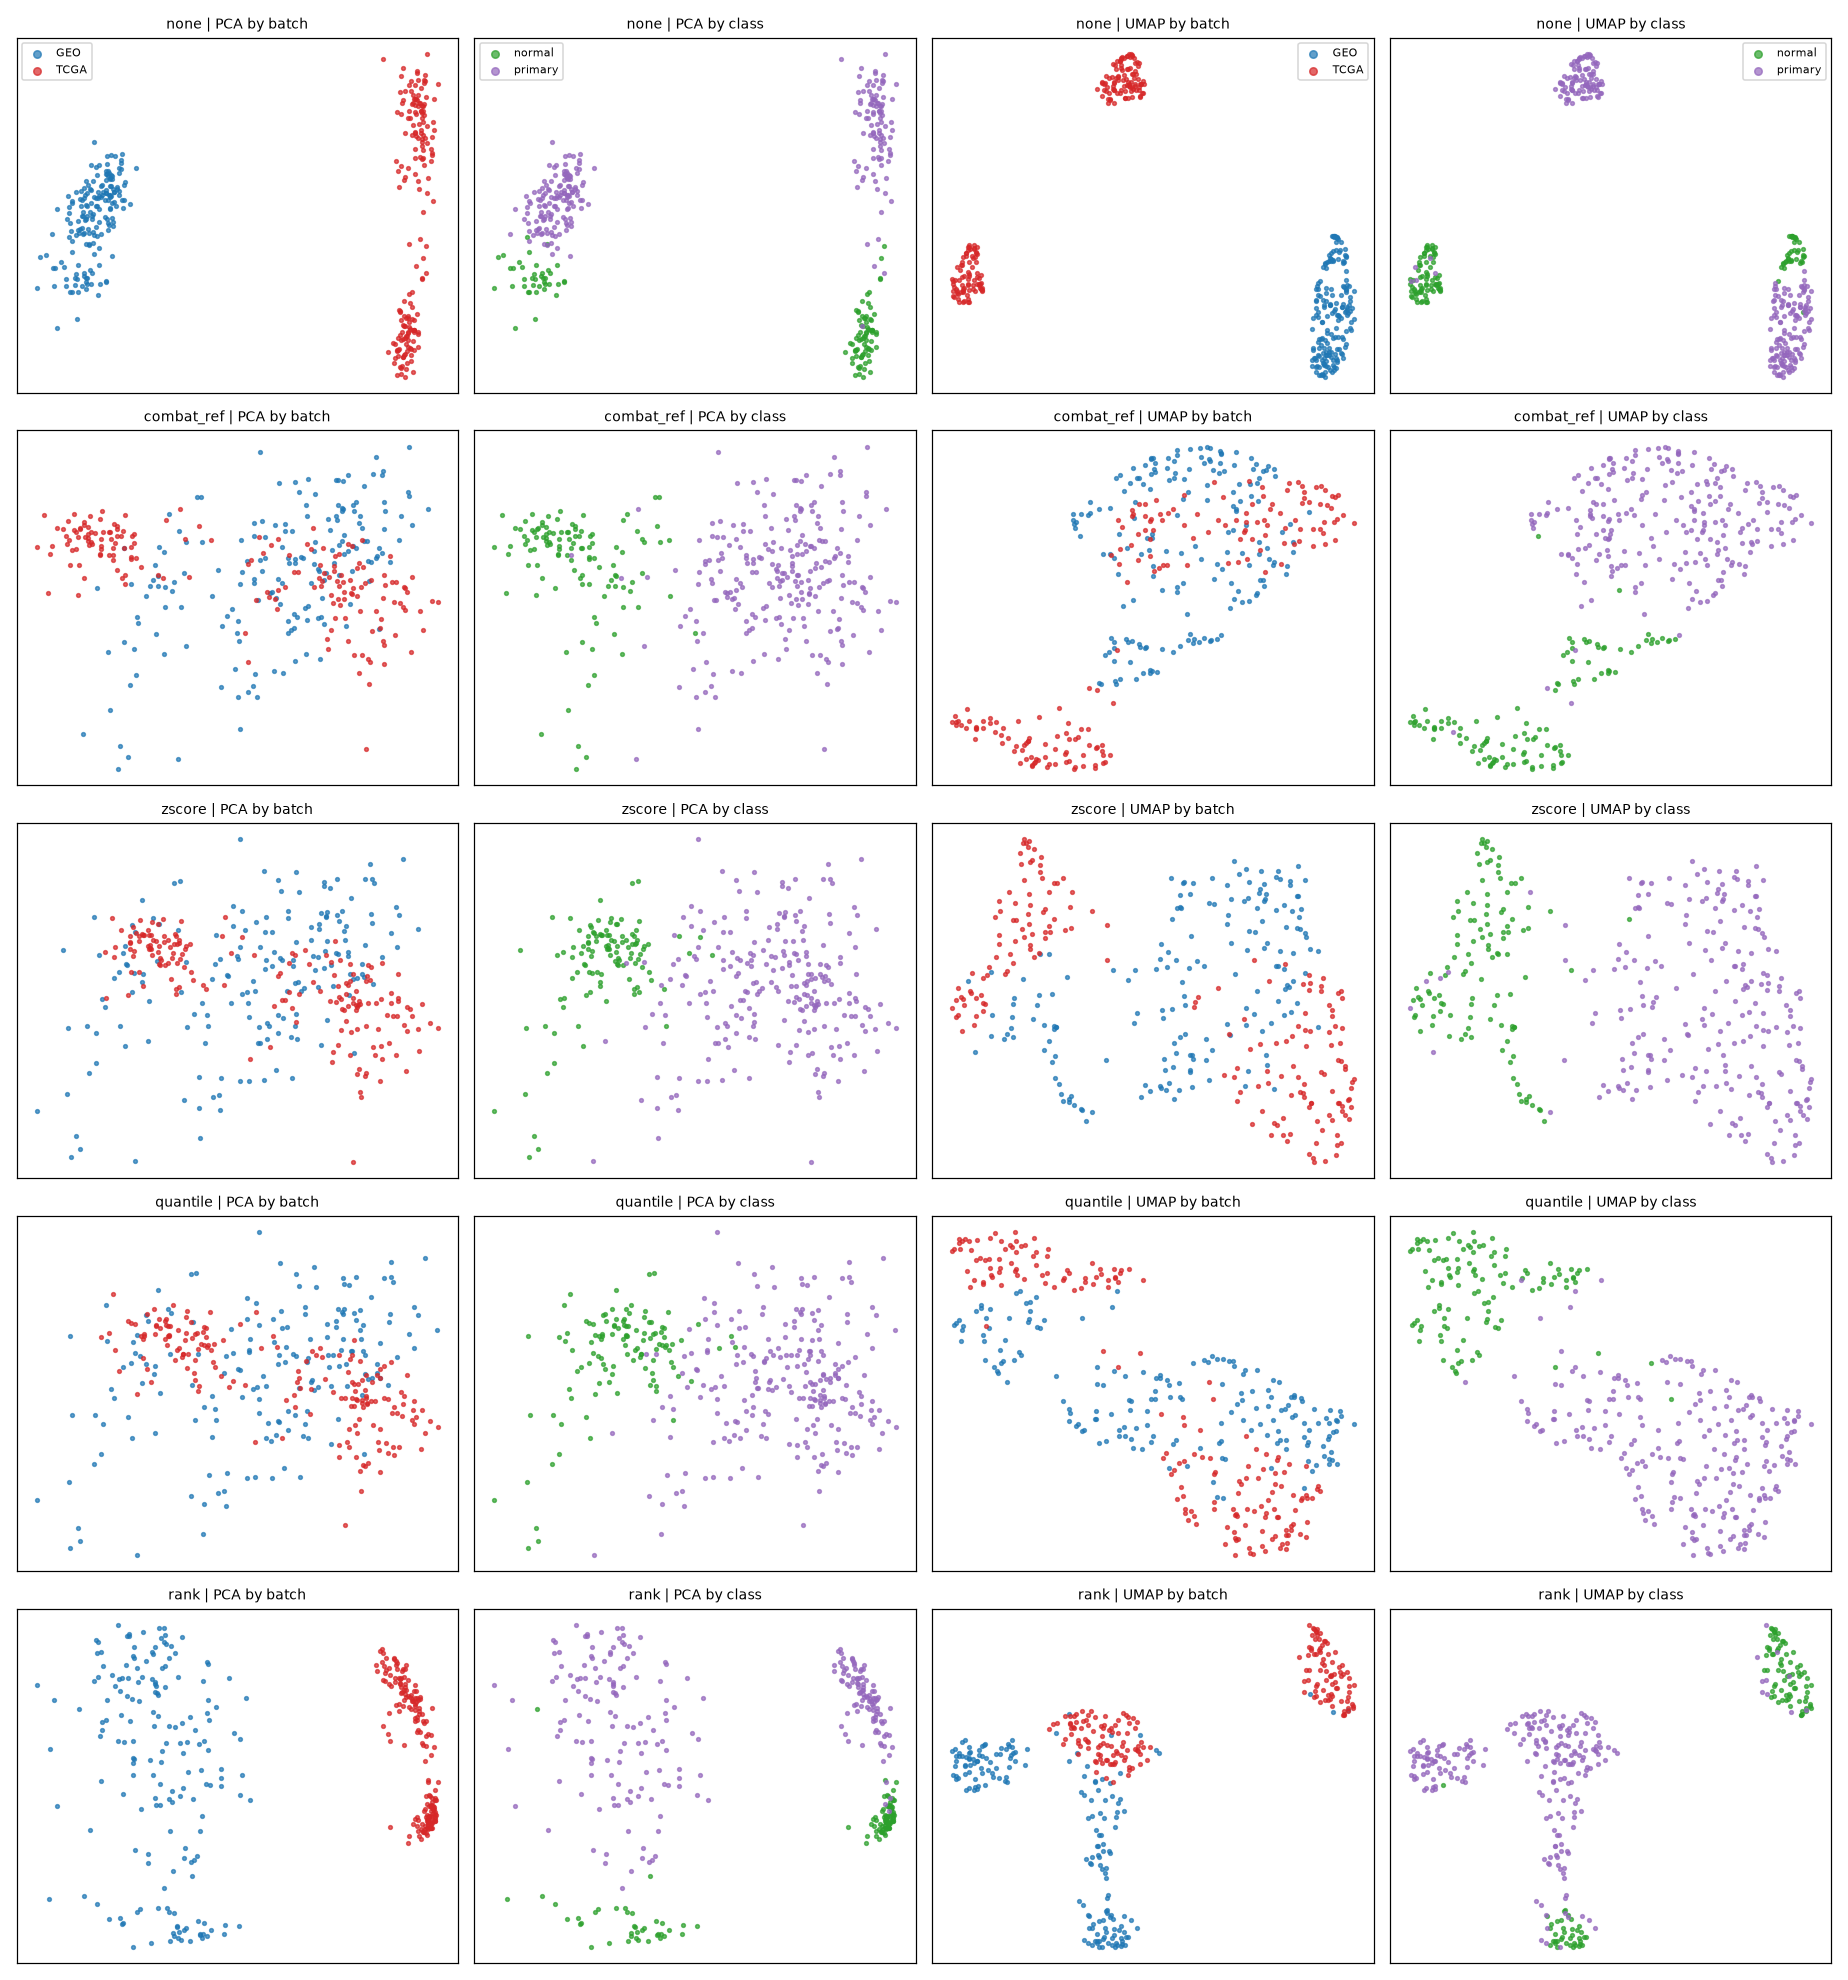 none | PCA by batch
GEO
TCGA
none | PCA by class
normal
primary
none | UMAP by batch
GEO
TCGA
none | UMAP by class
normal
primary
combat_ref | PCA by batch
combat_ref | PCA by class
combat_ref | UMAP by batch
combat_ref | UMAP by class
zscore | PCA by batch
zscore | PCA by class
zscore | UMAP by batch
zscore | UMAP by class
quantile | PCA by batch
quantile | PCA by class
quantile | UMAP by batch
quantile | UMAP by class
rank | PCA by batch
rank | PCA by class
rank | UMAP by batch
rank | UMAP by class